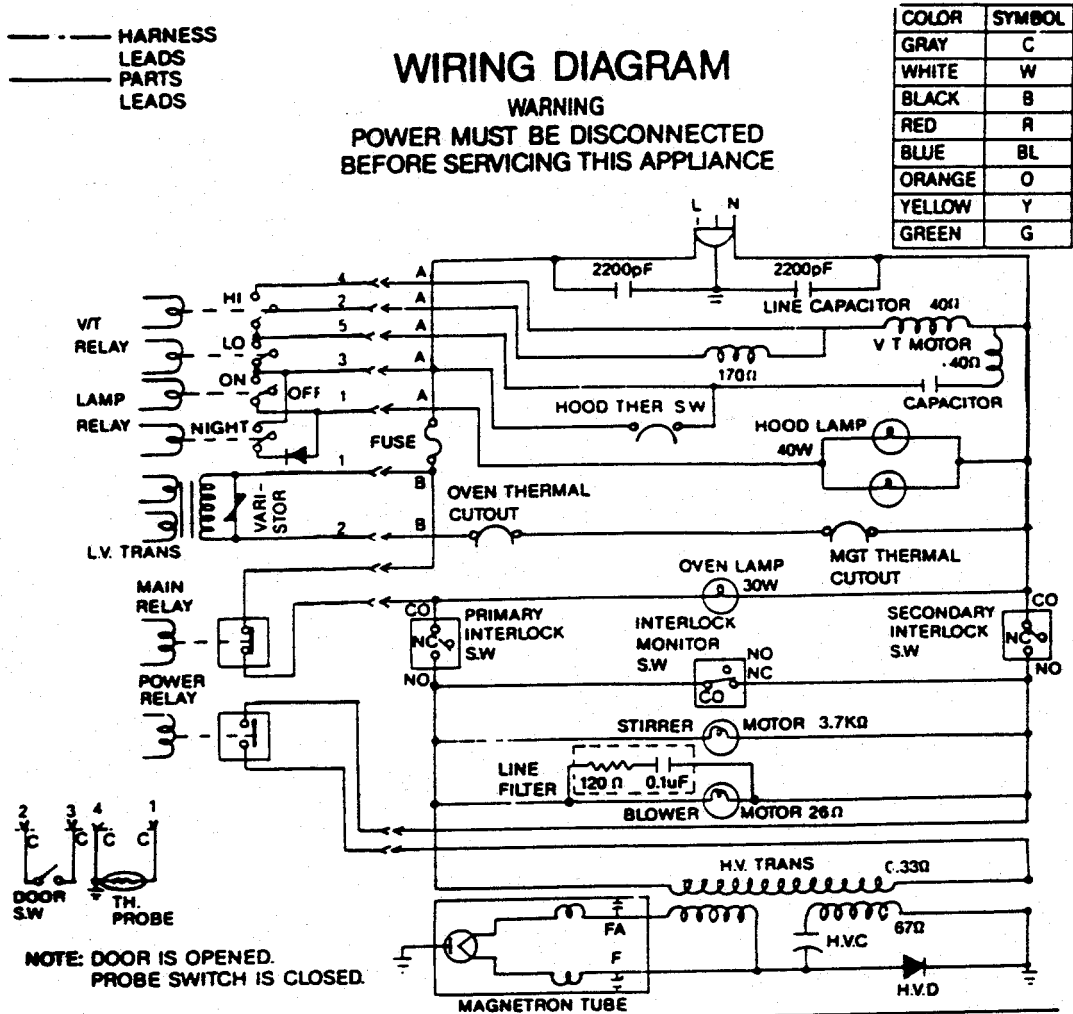 HARNESS
LEADS
PARTS
LEADS
WIRING DIAGRAM
WARNING
POWER MUST BE DISCONNECTED
BEFORE SERVICING THIS APPLIANCE
COLOR SYMBOL
GRAY C
WHITE W
BLACK B
RED R
BLUE BL
ORANGE O
YELLOW Y
GREEN G
L N
2200pF 2200pF
LINE CAPACITOR 40Ω
4 A
HI
2 A
V/T
RELAY
5 A
LO
V T MOTOR
40Ω
3 A
170Ω
ON
OFF
LAMP
RELAY
1 A
CAPACITOR
HOOD THER S W
NIGHT
FUSE
HOOD LAMP
40W
1 B
VARI-
STOR
OVEN THERMAL
CUTOUT
2 B
L.V. TRANS
MGT THERMAL
CUTOUT
MAIN
RELAY
OVEN LAMP
30W
CO
PRIMARY
INTERLOCK
S.W
NC
NO
INTERLOCK
MONITOR
S.W
NO
NC
CO
SECONDARY
INTERLOCK
S.W
CO
NC
NO
POWER
RELAY
STIRRER MOTOR 3.7KΩ
LINE
FILTER
120 Ω 0.1uF
BLOWER MOTOR 26Ω
2 3 4 1
C C C C
DOOR
S.W
TH.
PROBE
H.V. TRANS 0.33Ω
FA
67Ω
H.V.C
F
H.V.D
MAGNETRON TUBE
NOTE: DOOR IS OPENED.
PROBE SWITCH IS CLOSED.